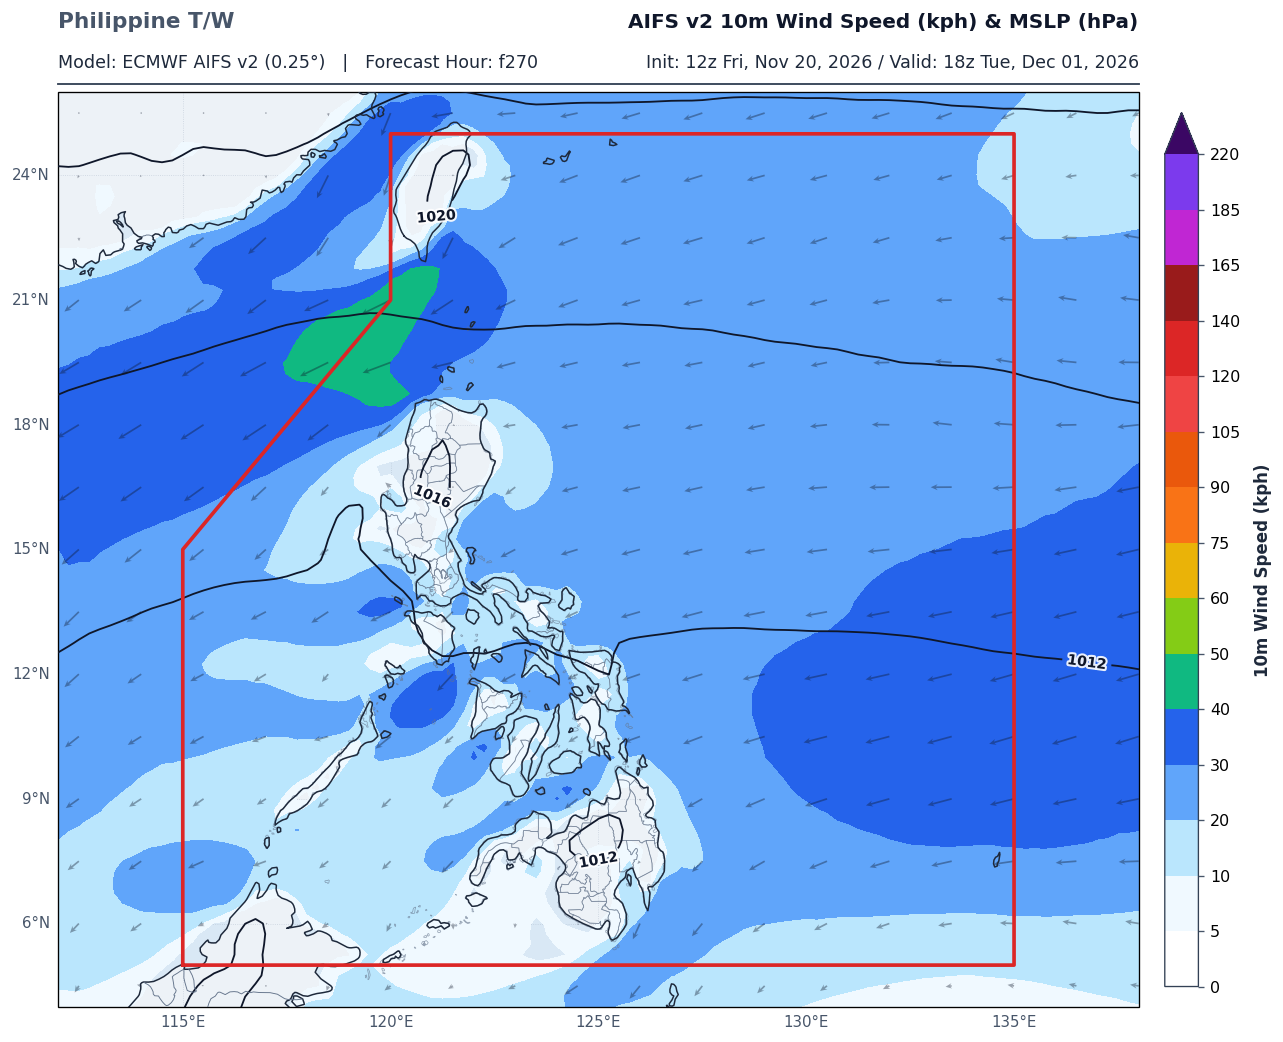 Philippine T/W
AIFS v2 10m Wind Speed (kph) & MSLP (hPa)
Model: ECMWF AIFS v2 (0.25°) | Forecast Hour: f270
Init: 12z Fri, Nov 20, 2026 / Valid: 18z Tue, Dec 01, 2026
24°N
21°N
18°N
15°N
12°N
9°N
6°N
115°E
120°E
125°E
130°E
135°E
1020
1016
1012
1012
220
185
165
140
120
105
90
75
60
50
40
30
20
10
5
0
10m Wind Speed (kph)